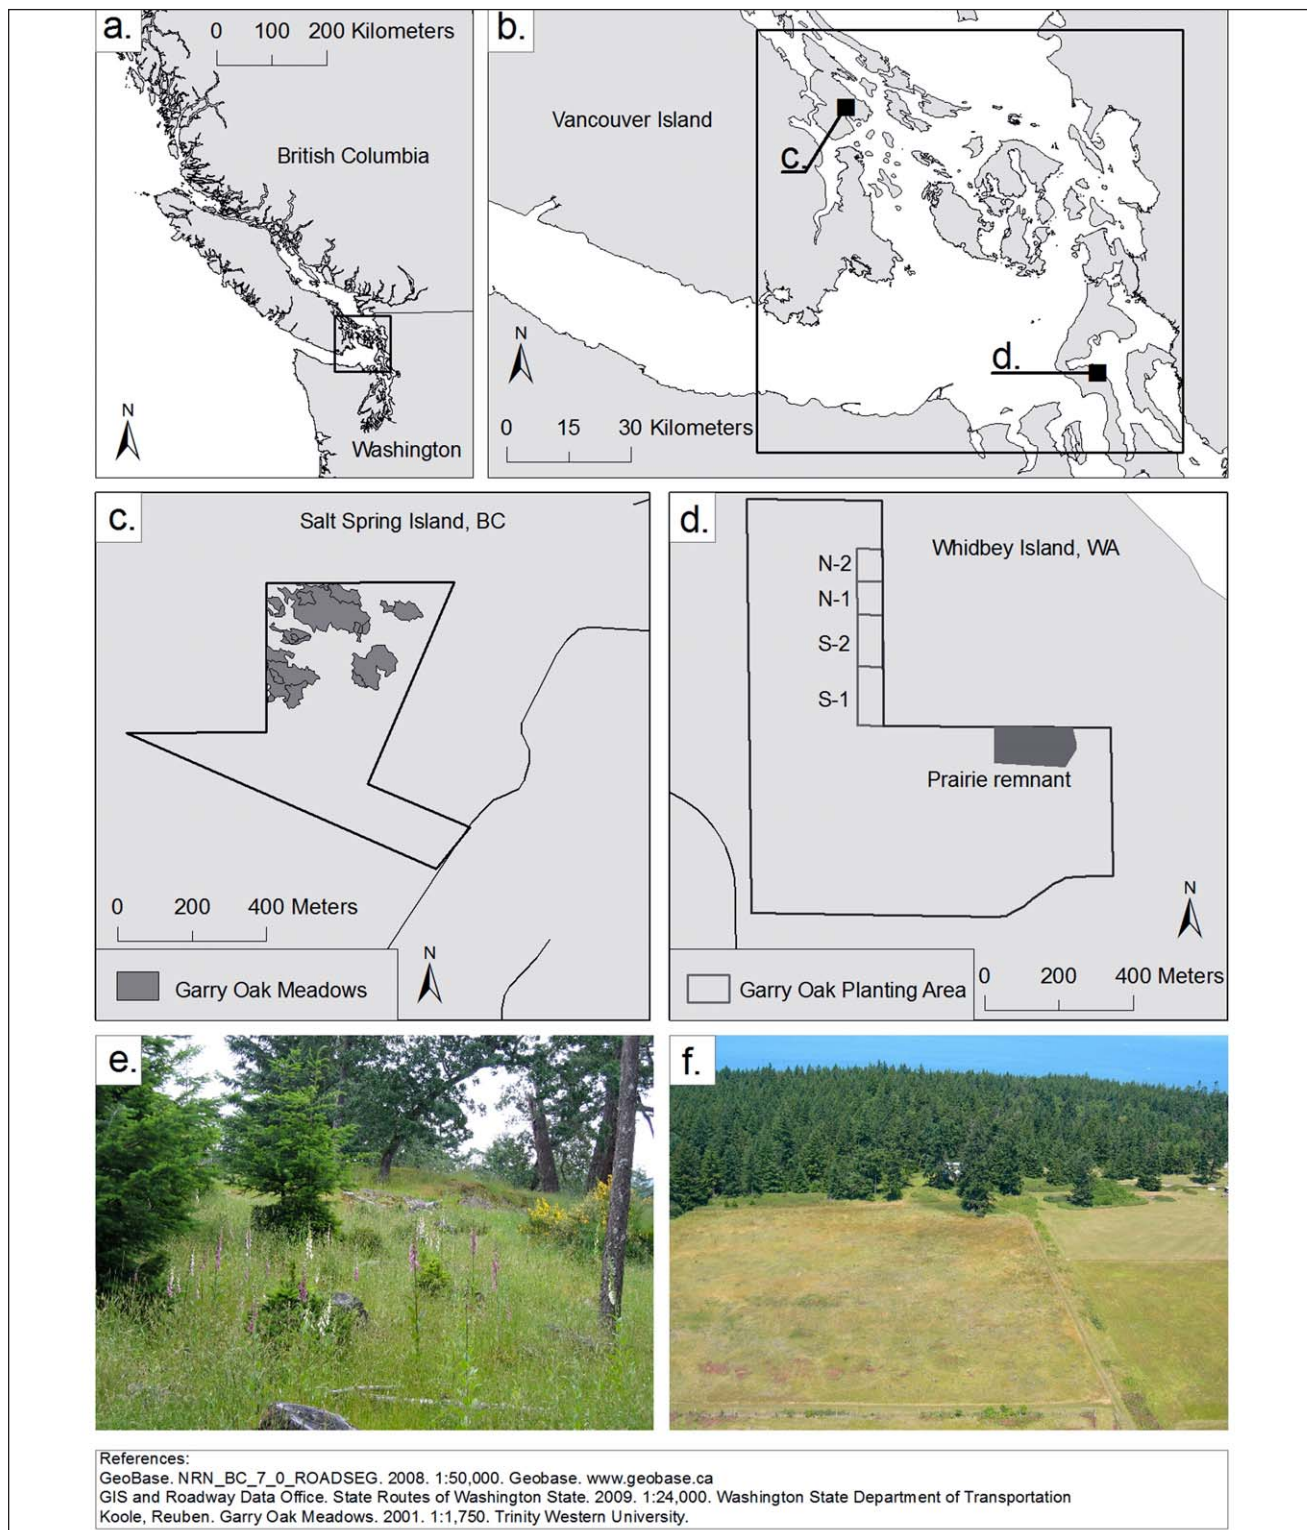 a.
0 100 200 Kilometers
British Columbia
N
Washington
b.
Vancouver Island
c.
d.
N
0 15 30 Kilometers
c.
Salt Spring Island, BC
0 200 400 Meters
N
Garry Oak Meadows
d.
Whidbey Island, WA
N-2
N-1
S-2
S-1
Prairie remnant
N
Garry Oak Planting Area
0 200 400 Meters
e.
f.
References:
GeoBase. NRN_BC_7_0_ROADSEG. 2008. 1:50,000. Geobase. www.geobase.ca
GIS and Roadway Data Office. State Routes of Washington State. 2009. 1:24,000. Washington State Department of Transportation
Koole, Reuben. Garry Oak Meadows. 2001. 1:1,750. Trinity Western University.